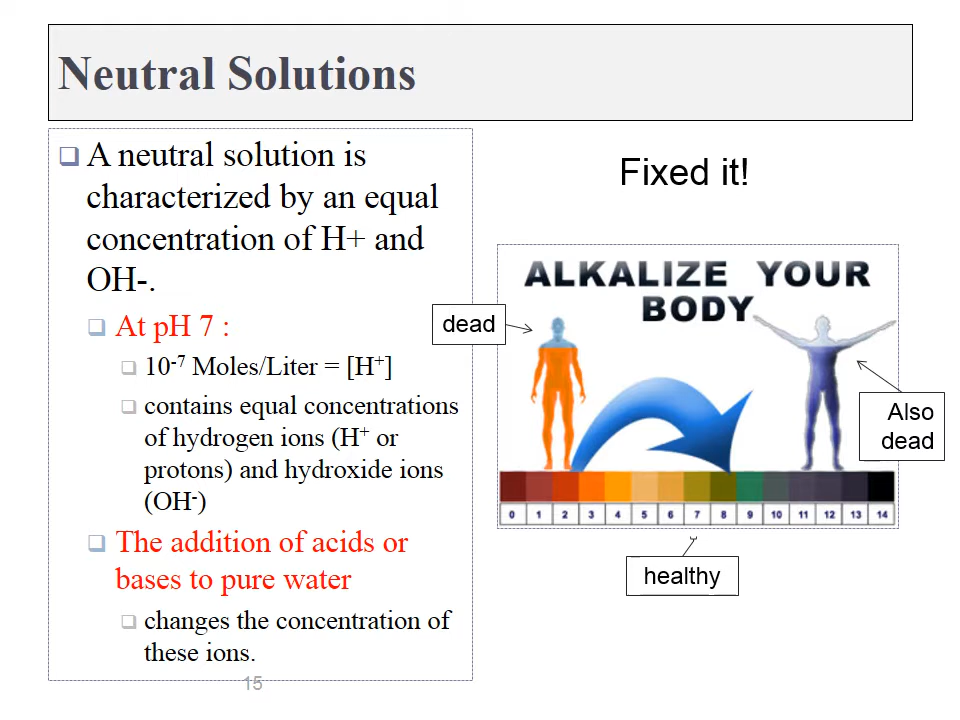 Neutral Solutions
A neutral solution is
characterized by an equal
concentration of H+ and
OH-.
At pH 7 :
10⁻⁷ Moles/Liter = [H⁺]
contains equal concentrations
of hydrogen ions (H⁺ or
protons) and hydroxide ions
(OH⁻)
The addition of acids or
bases to pure water
changes the concentration of
these ions.
15
Fixed it!
ALKALIZE YOUR
BODY
dead
Also
dead
0 1 2 3 4 5 6 7 8 9 10 11 12 13 14
healthy